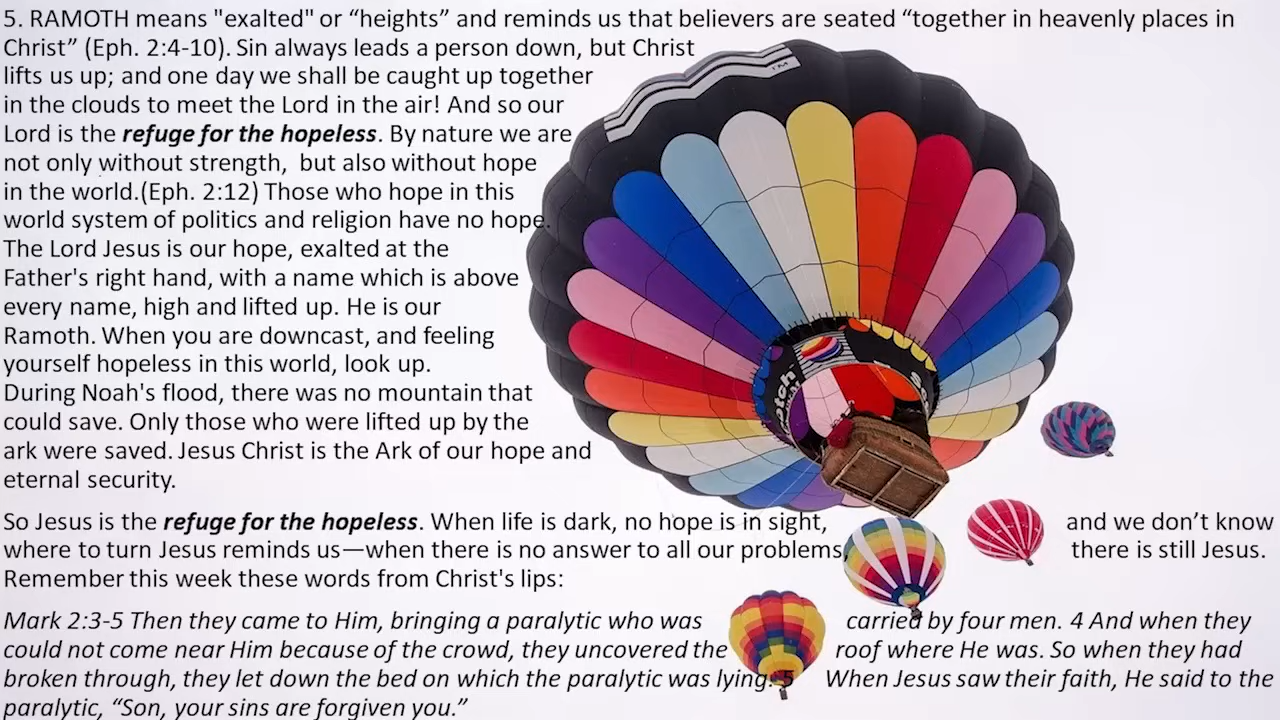 5. RAMOTH means "exalted" or “heights” and reminds us that believers are seated “together in heavenly places in
Christ” (Eph. 2:4-10). Sin always leads a person down, but Christ
lifts us up; and one day we shall be caught up together
in the clouds to meet the Lord in the air! And so our
Lord is the refuge for the hopeless. By nature we are
not only without strength,  but also without hope
in the world.(Eph. 2:12) Those who hope in this
world system of politics and religion have no hope.
The Lord Jesus is our hope, exalted at the
Father's right hand, with a name which is above
every name, high and lifted up. He is our
Ramoth. When you are downcast, and feeling
yourself hopeless in this world, look up.
During Noah's flood, there was no mountain that
could save. Only those who were lifted up by the
ark were saved. Jesus Christ is the Ark of our hope and
eternal security.
So Jesus is the refuge for the hopeless. When life is dark, no hope is in sight, and we don’t know
where to turn Jesus reminds us—when there is no answer to all our problems, there is still Jesus.
Remember this week these words from Christ's lips:
Mark 2:3-5 Then they came to Him, bringing a paralytic who was carried by four men. 4 And when they
could not come near Him because of the crowd, they uncovered the roof where He was. So when they had
broken through, they let down the bed on which the paralytic was lying. 5 When Jesus saw their faith, He said to the
paralytic, “Son, your sins are forgiven you.”
TM